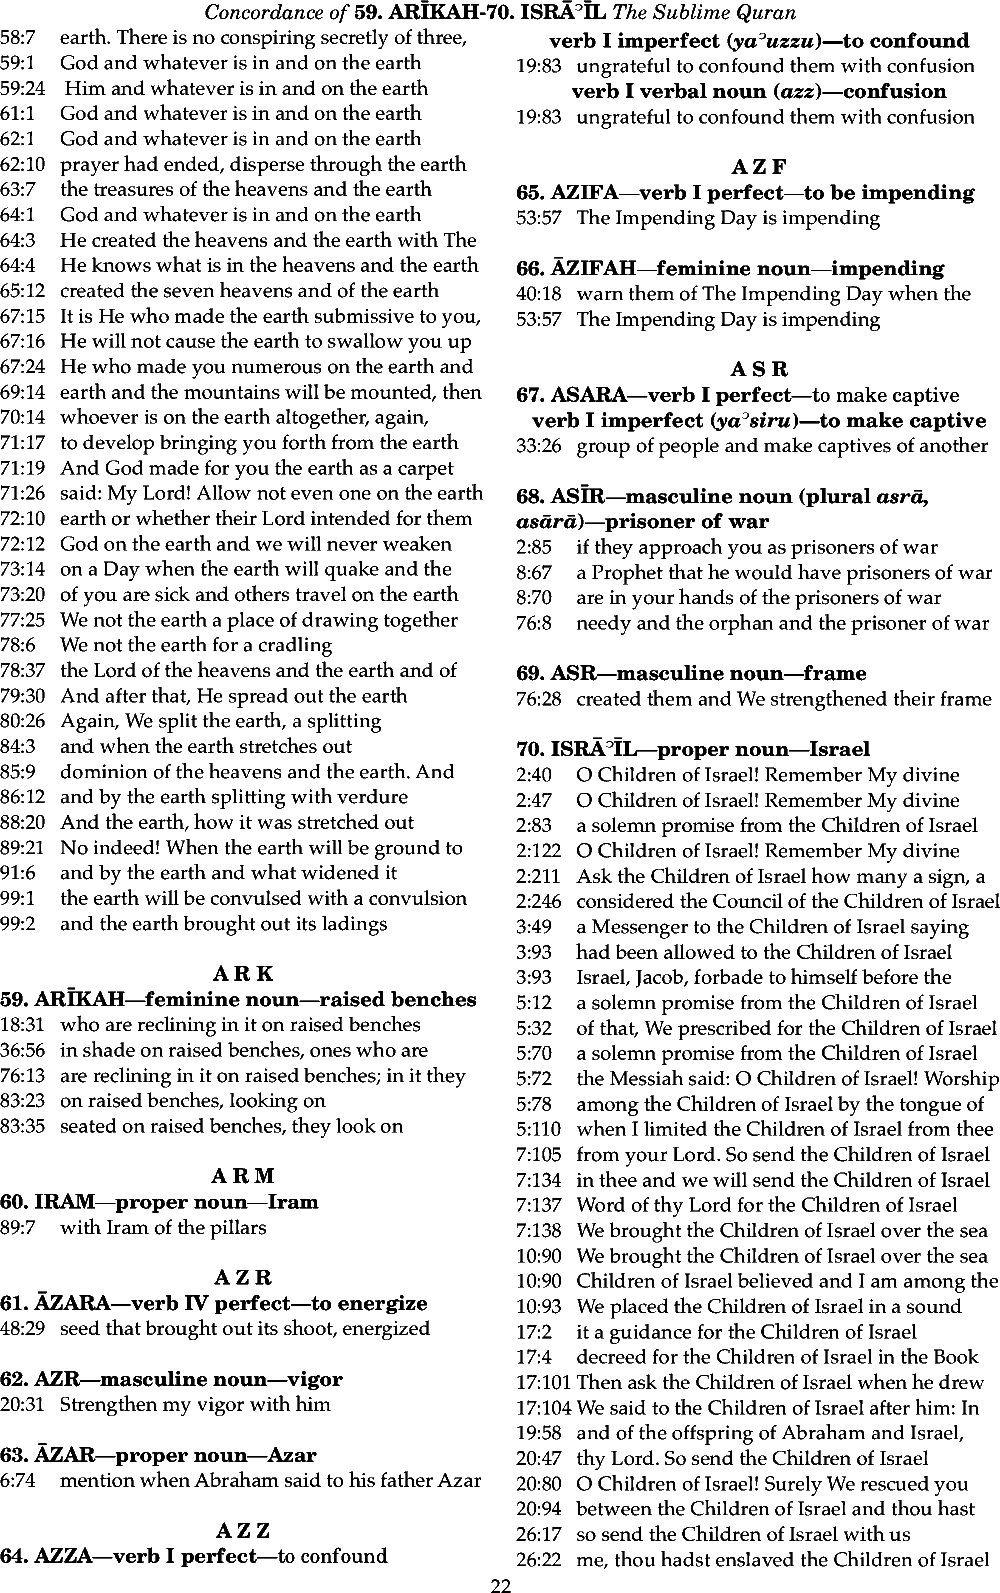 Concordance of 59. ARĪKAH-70. ISRĀʾĪL The Sublime Quran
58:7 earth. There is no conspiring secretly of three,
59:1 God and whatever is in and on the earth
59:24 Him and whatever is in and on the earth
61:1 God and whatever is in and on the earth
62:1 God and whatever is in and on the earth
62:10 prayer had ended, disperse through the earth
63:7 the treasures of the heavens and the earth
64:1 God and whatever is in and on the earth
64:3 He created the heavens and the earth with The
64:4 He knows what is in the heavens and the earth
65:12 created the seven heavens and of the earth
67:15 It is He who made the earth submissive to you,
67:16 He will not cause the earth to swallow you up
67:24 He who made you numerous on the earth and
69:14 earth and the mountains will be mounted, then
70:14 whoever is on the earth altogether, again,
71:17 to develop bringing you forth from the earth
71:19 And God made for you the earth as a carpet
71:26 said: My Lord! Allow not even one on the earth
72:10 earth or whether their Lord intended for them
72:12 God on the earth and we will never weaken
73:14 on a Day when the earth will quake and the
73:20 of you are sick and others travel on the earth
77:25 We not the earth a place of drawing together
78:6 We not the earth for a cradling
78:37 the Lord of the heavens and the earth and of
79:30 And after that, He spread out the earth
80:26 Again, We split the earth, a splitting
84:3 and when the earth stretches out
85:9 dominion of the heavens and the earth. And
86:12 and by the earth splitting with verdure
88:20 And the earth, how it was stretched out
89:21 No indeed! When the earth will be ground to
91:6 and by the earth and what widened it
99:1 the earth will be convulsed with a convulsion
99:2 and the earth brought out its ladings
A R K
59. ARĪKAH—feminine noun—raised benches
18:31 who are reclining in it on raised benches
36:56 in shade on raised benches, ones who are
76:13 are reclining in it on raised benches; in it they
83:23 on raised benches, looking on
83:35 seated on raised benches, they look on
A R M
60. IRAM—proper noun—Iram
89:7 with Iram of the pillars
A Z R
61. ĀZARA—verb IV perfect—to energize
48:29 seed that brought out its shoot, energized
62. AZR—masculine noun—vigor
20:31 Strengthen my vigor with him
63. ĀZAR—proper noun—Azar
6:74 mention when Abraham said to his father Azar
A Z Z
64. AZZA—verb I perfect—to confound
verb I imperfect (yaʾuzzu)—to confound
19:83 ungrateful to confound them with confusion
verb I verbal noun (azz)—confusion
19:83 ungrateful to confound them with confusion
A Z F
65. AZIFA—verb I perfect—to be impending
53:57 The Impending Day is impending
66. ĀZIFAH—feminine noun—impending
40:18 warn them of The Impending Day when the
53:57 The Impending Day is impending
A S R
67. ASARA—verb I perfect—to make captive
verb I imperfect (yaʾsiru)—to make captive
33:26 group of people and make captives of another
68. ASĪR—masculine noun (plural asrā,
asārā)—prisoner of war
2:85 if they approach you as prisoners of war
8:67 a Prophet that he would have prisoners of war
8:70 are in your hands of the prisoners of war
76:8 needy and the orphan and the prisoner of war
69. ASR—masculine noun—frame
76:28 created them and We strengthened their frame
70. ISRĀʾĪL—proper noun—Israel
2:40 O Children of Israel! Remember My divine
2:47 O Children of Israel! Remember My divine
2:83 a solemn promise from the Children of Israel
2:122 O Children of Israel! Remember My divine
2:211 Ask the Children of Israel how many a sign, a
2:246 considered the Council of the Children of Israel
3:49 a Messenger to the Children of Israel saying
3:93 had been allowed to the Children of Israel
3:93 Israel, Jacob, forbade to himself before the
5:12 a solemn promise from the Children of Israel
5:32 of that, We prescribed for the Children of Israel
5:70 a solemn promise from the Children of Israel
5:72 the Messiah said: O Children of Israel! Worship
5:78 among the Children of Israel by the tongue of
5:110 when I limited the Children of Israel from thee
7:105 from your Lord. So send the Children of Israel
7:134 in thee and we will send the Children of Israel
7:137 Word of thy Lord for the Children of Israel
7:138 We brought the Children of Israel over the sea
10:90 We brought the Children of Israel over the sea
10:90 Children of Israel believed and I am among the
10:93 We placed the Children of Israel in a sound
17:2 it a guidance for the Children of Israel
17:4 decreed for the Children of Israel in the Book
17:101 Then ask the Children of Israel when he drew
17:104 We said to the Children of Israel after him: In
19:58 and of the offspring of Abraham and Israel,
20:47 thy Lord. So send the Children of Israel
20:80 O Children of Israel! Surely We rescued you
20:94 between the Children of Israel and thou hast
26:17 so send the Children of Israel with us
26:22 me, thou hadst enslaved the Children of Israel
22